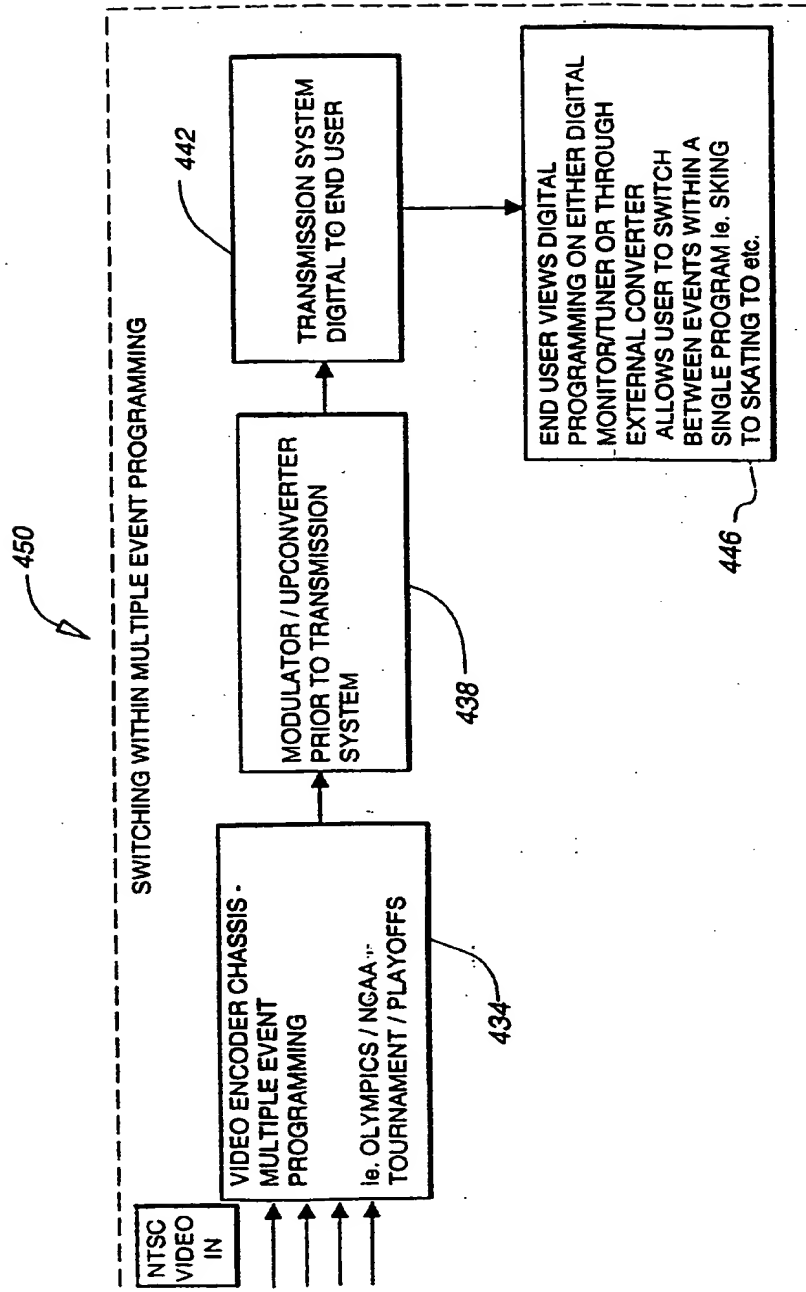 450
SWITCHING WITHIN MULTIPLE EVENT PROGRAMMING
NTSC
VIDEO
IN
VIDEO ENCODER CHASSIS -
MULTIPLE EVENT
PROGRAMMING
ie. OLYMPICS / NCAA --
TOURNAMENT / PLAYOFFS
434
MODULATOR / UPCONVERTER
PRIOR TO TRANSMISSION
SYSTEM
438
TRANSMISSION SYSTEM
DIGITAL TO END USER
442
END USER VIEWS DIGITAL
PROGRAMMING ON EITHER DIGITAL
MONITOR/TUNER OR THROUGH
EXTERNAL CONVERTER
ALLOWS USER TO SWITCH
BETWEEN EVENTS WITHIN A
SINGLE PROGRAM ie. SKING
TO SKATING TO etc.
446